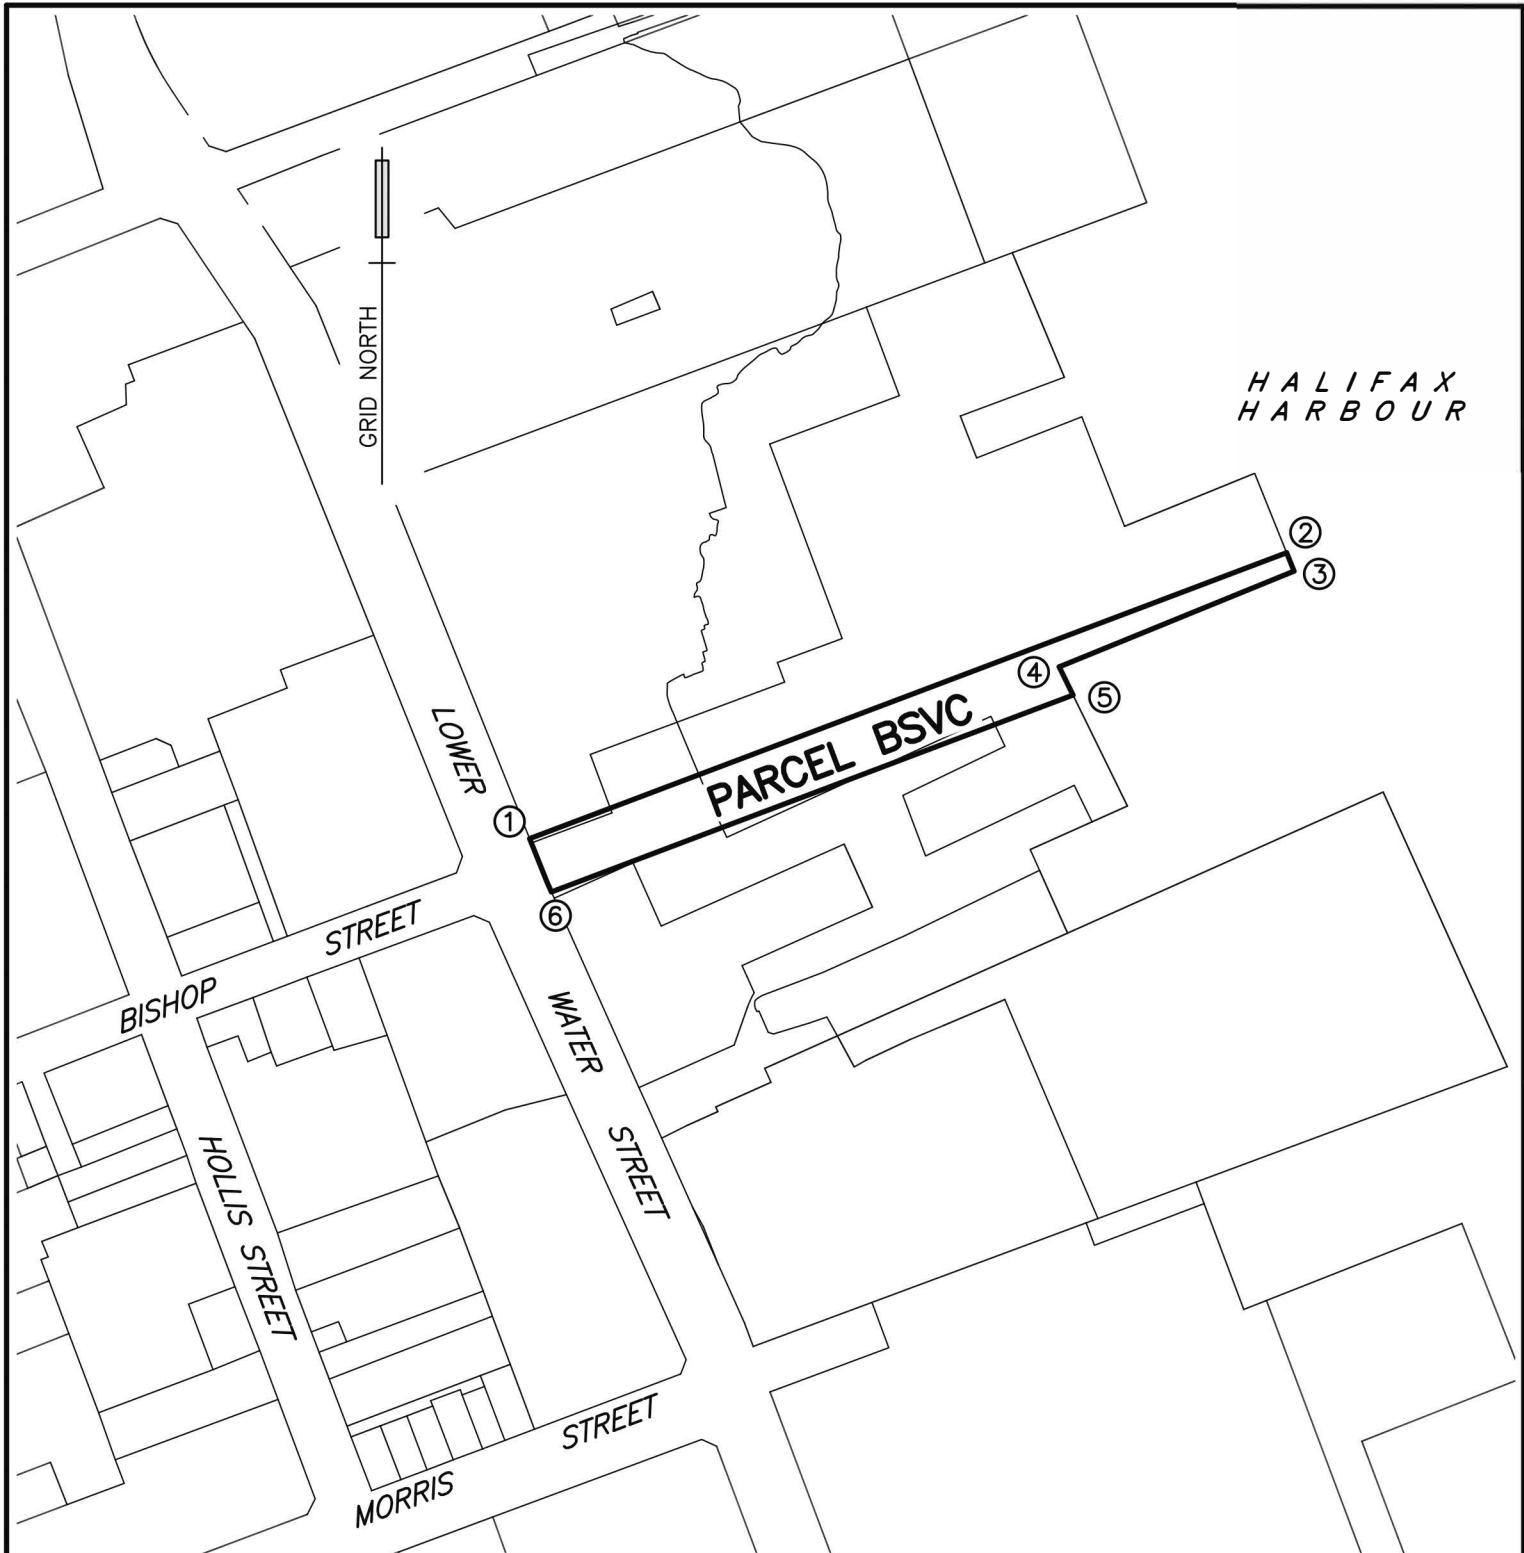 GRID NORTH
HALIFAX
HARBOUR
②
③
④
⑤
PARCEL BSVC
LOWER
①
⑥
STREET
BISHOP
WATER
STREET
HOLLIS STREET
STREET
MORRIS